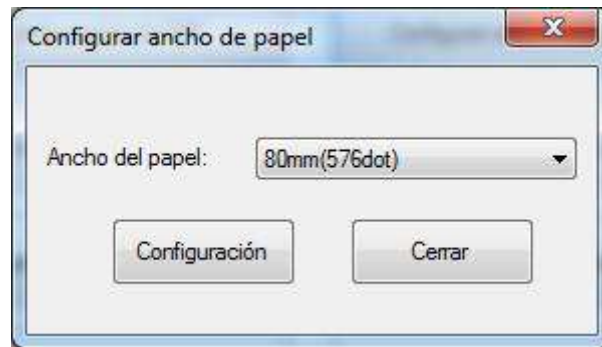 Configurar ancho de papel
Ancho del papel: 80mm(576dot)
Configuración Cerrar